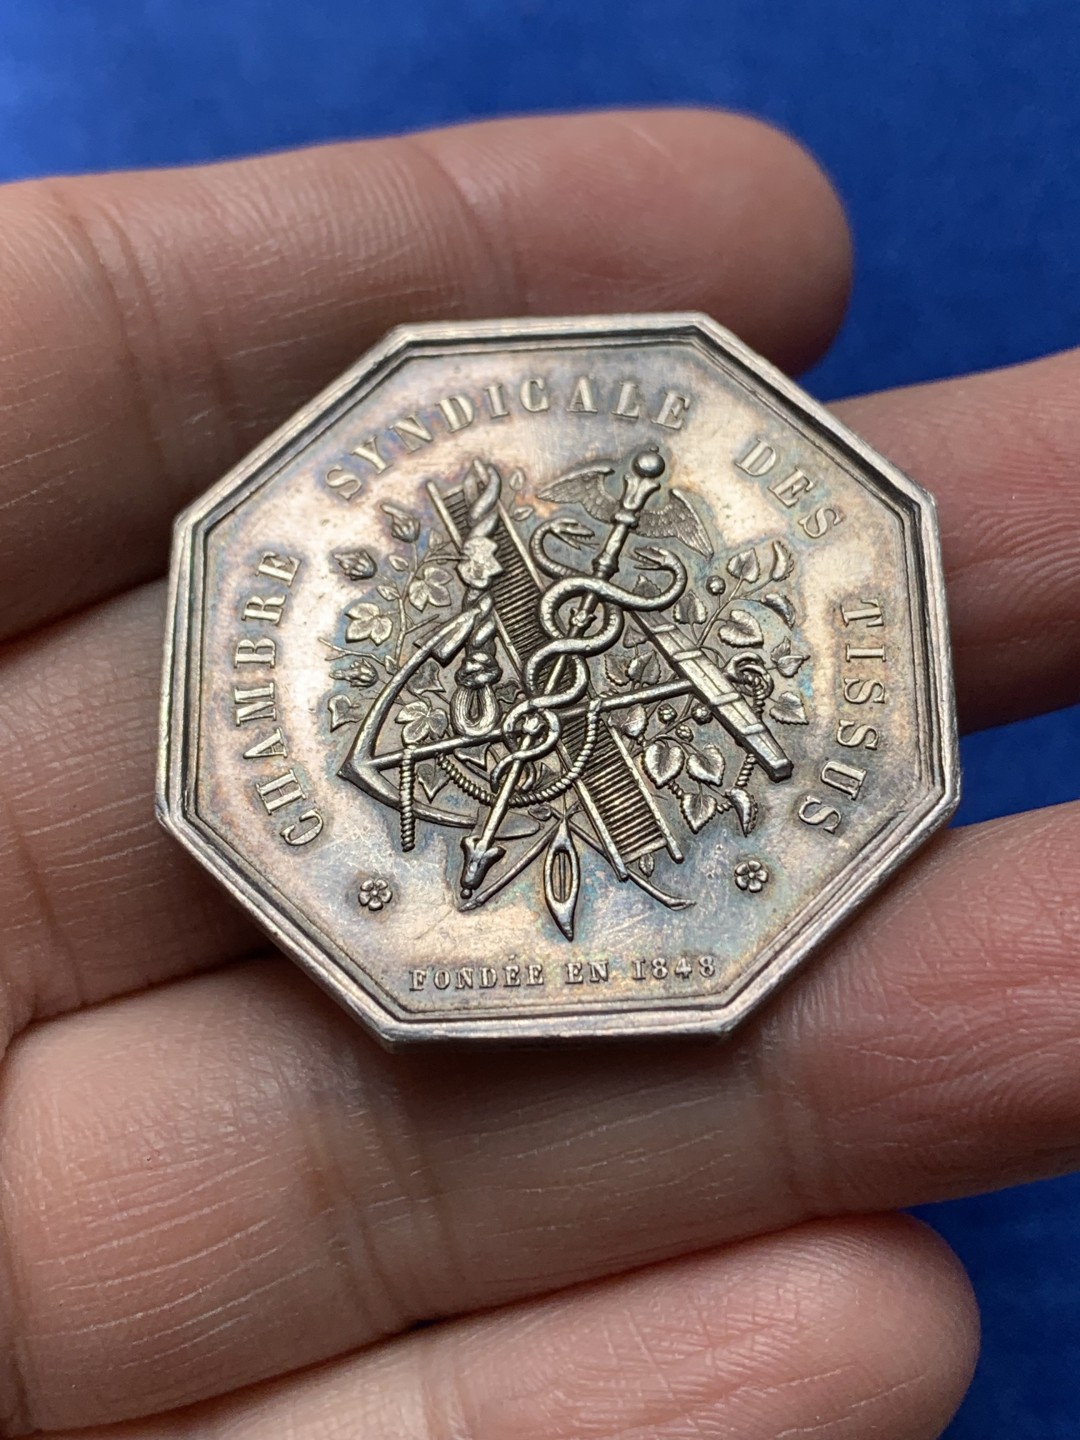 CHAMBRE SYNDICALE DES TISSUS
FONDÉE EN 1848